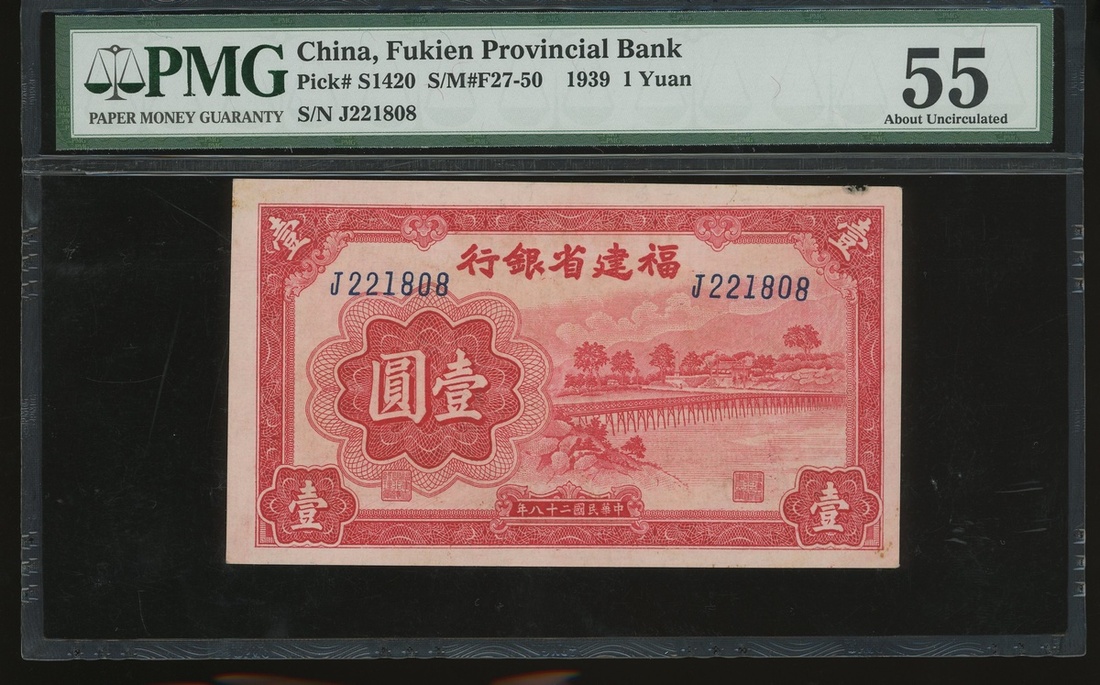 PMG
PAPER MONEY GUARANTY
China, Fukien Provincial Bank
Pick# S1420 S/M#F27-50 1939 1 Yuan
S/N J221808
55
About Uncirculated
壹
壹
行銀省建福
J221808
J221808
圓壹
壹
年八十二國民華中
壹